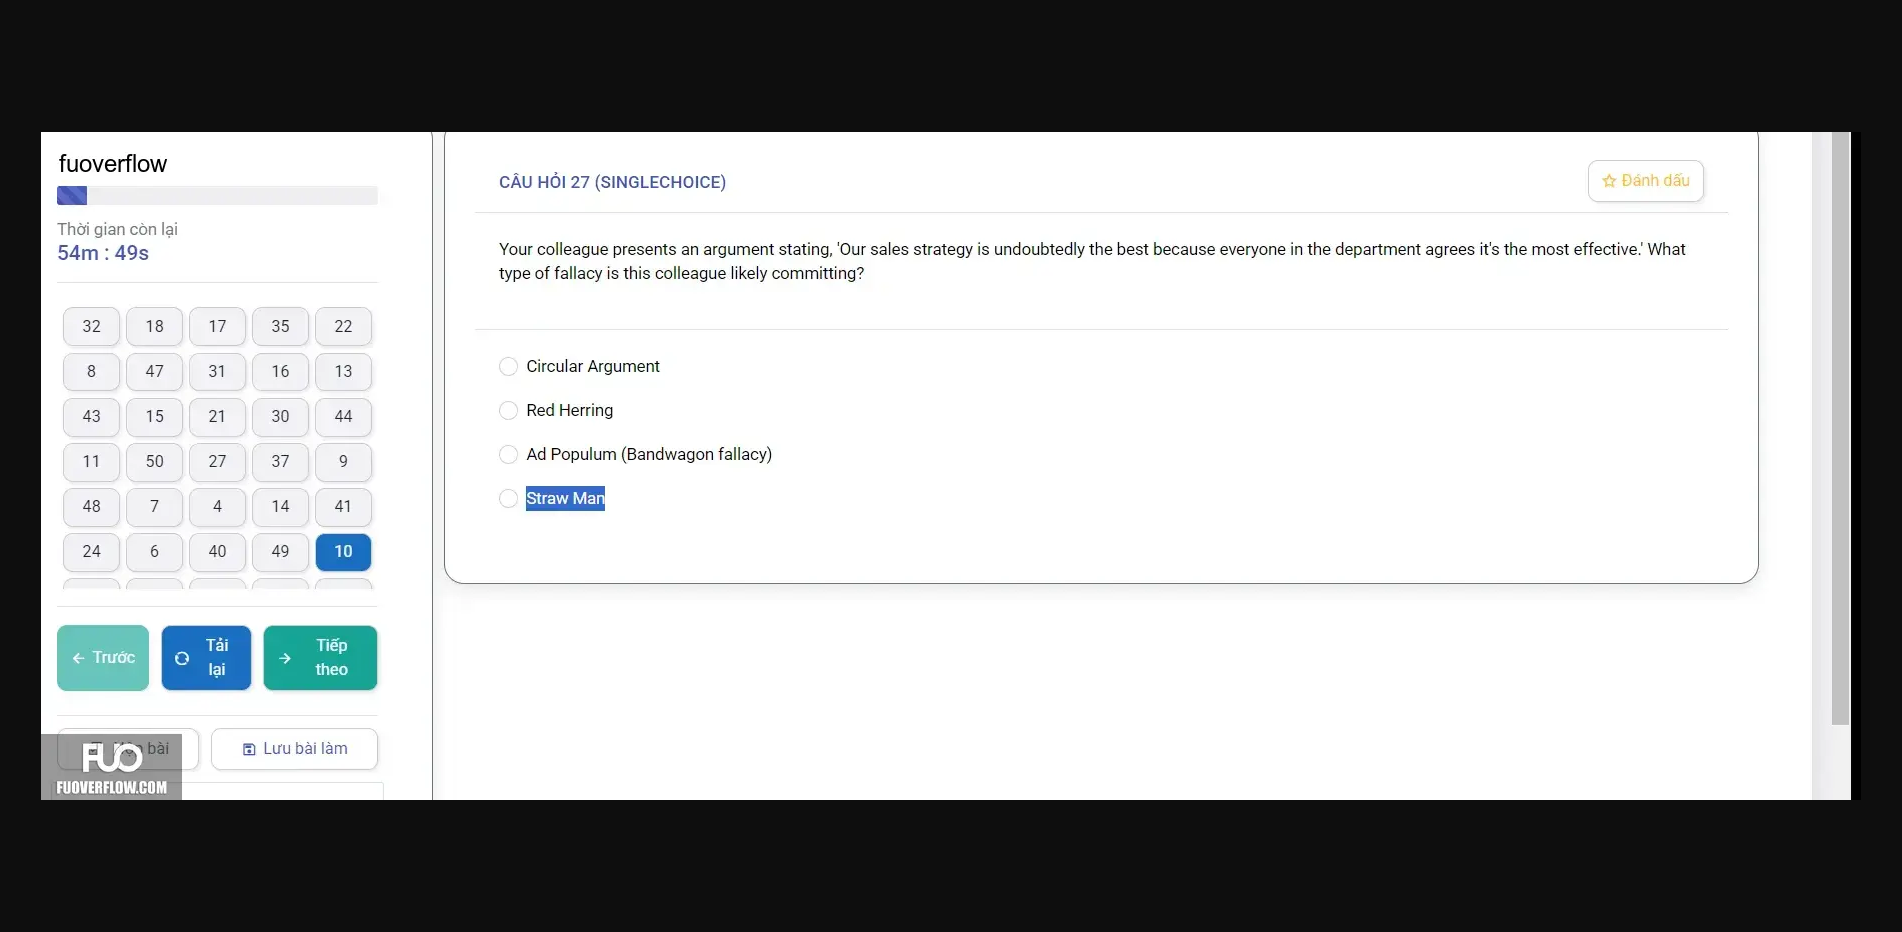 fuoverflow
Thời gian còn lại
54m : 49s
32 18 17 35 22
8 47 31 16 13
43 15 21 30 44
11 50 27 37 9
48 7 4 14 41
24 6 40 49 10
Trước
Tải
lại
Tiếp
theo
bài
Lưu bài làm
FUO
FUOVERFLOW.COM
CÂU HỎI 27 (SINGLECHOICE)
Đánh dấu
Your colleague presents an argument stating, 'Our sales strategy is undoubtedly the best because everyone in the department agrees it's the most effective.' What
type of fallacy is this colleague likely committing?
Circular Argument
Red Herring
Ad Populum (Bandwagon fallacy)
Straw Man